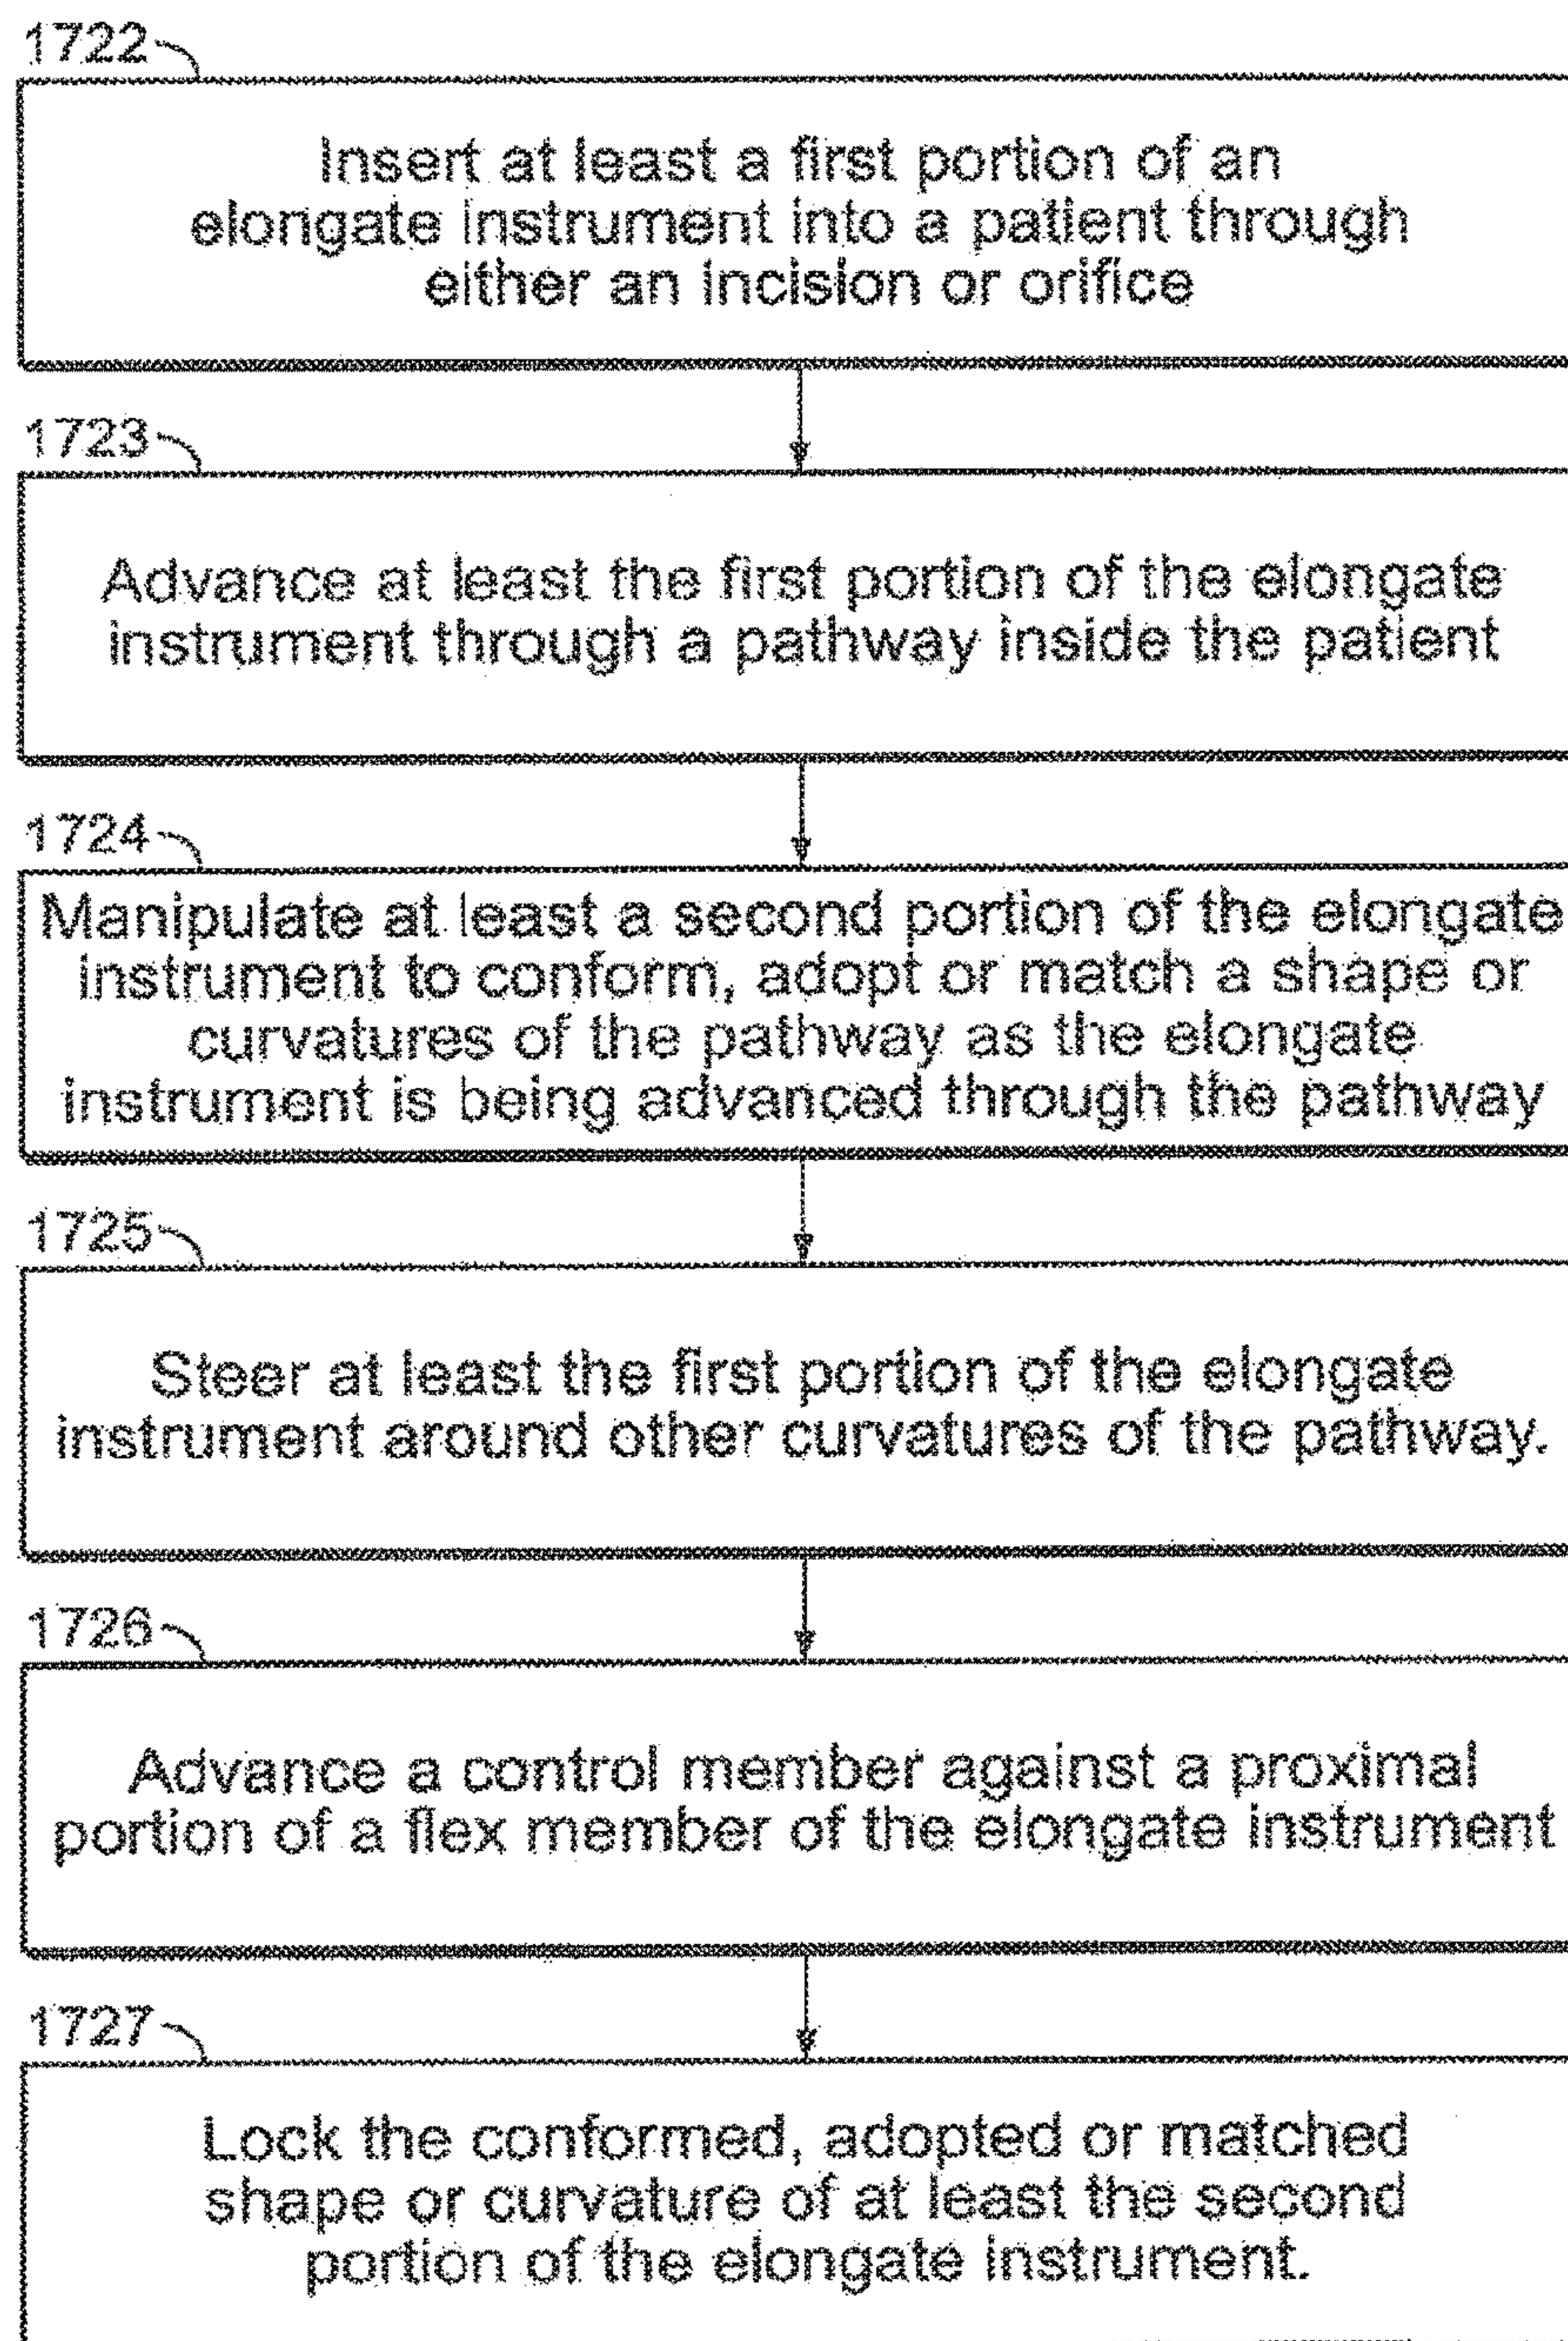 1722
Insert at least a first portion of an
elongate instrument into a patient through
either an incision or orifice
1723
Advance at least the first portion of the elongate
instrument through a pathway inside the patient
1724
Manipulate at least a second portion of the elongate
instrument to conform, adopt or match a shape or
curvatures of the pathway as the elongate
instrument is being advanced through the pathway
1725
Steer at least the first portion of the elongate
instrument around other curvatures of the pathway.
1726
Advance a control member against a proximal
portion of a flex member of the elongate instrument
1727
Lock the conformed, adopted or matched
shape or curvature of at least the second
portion of the elongate instrument.